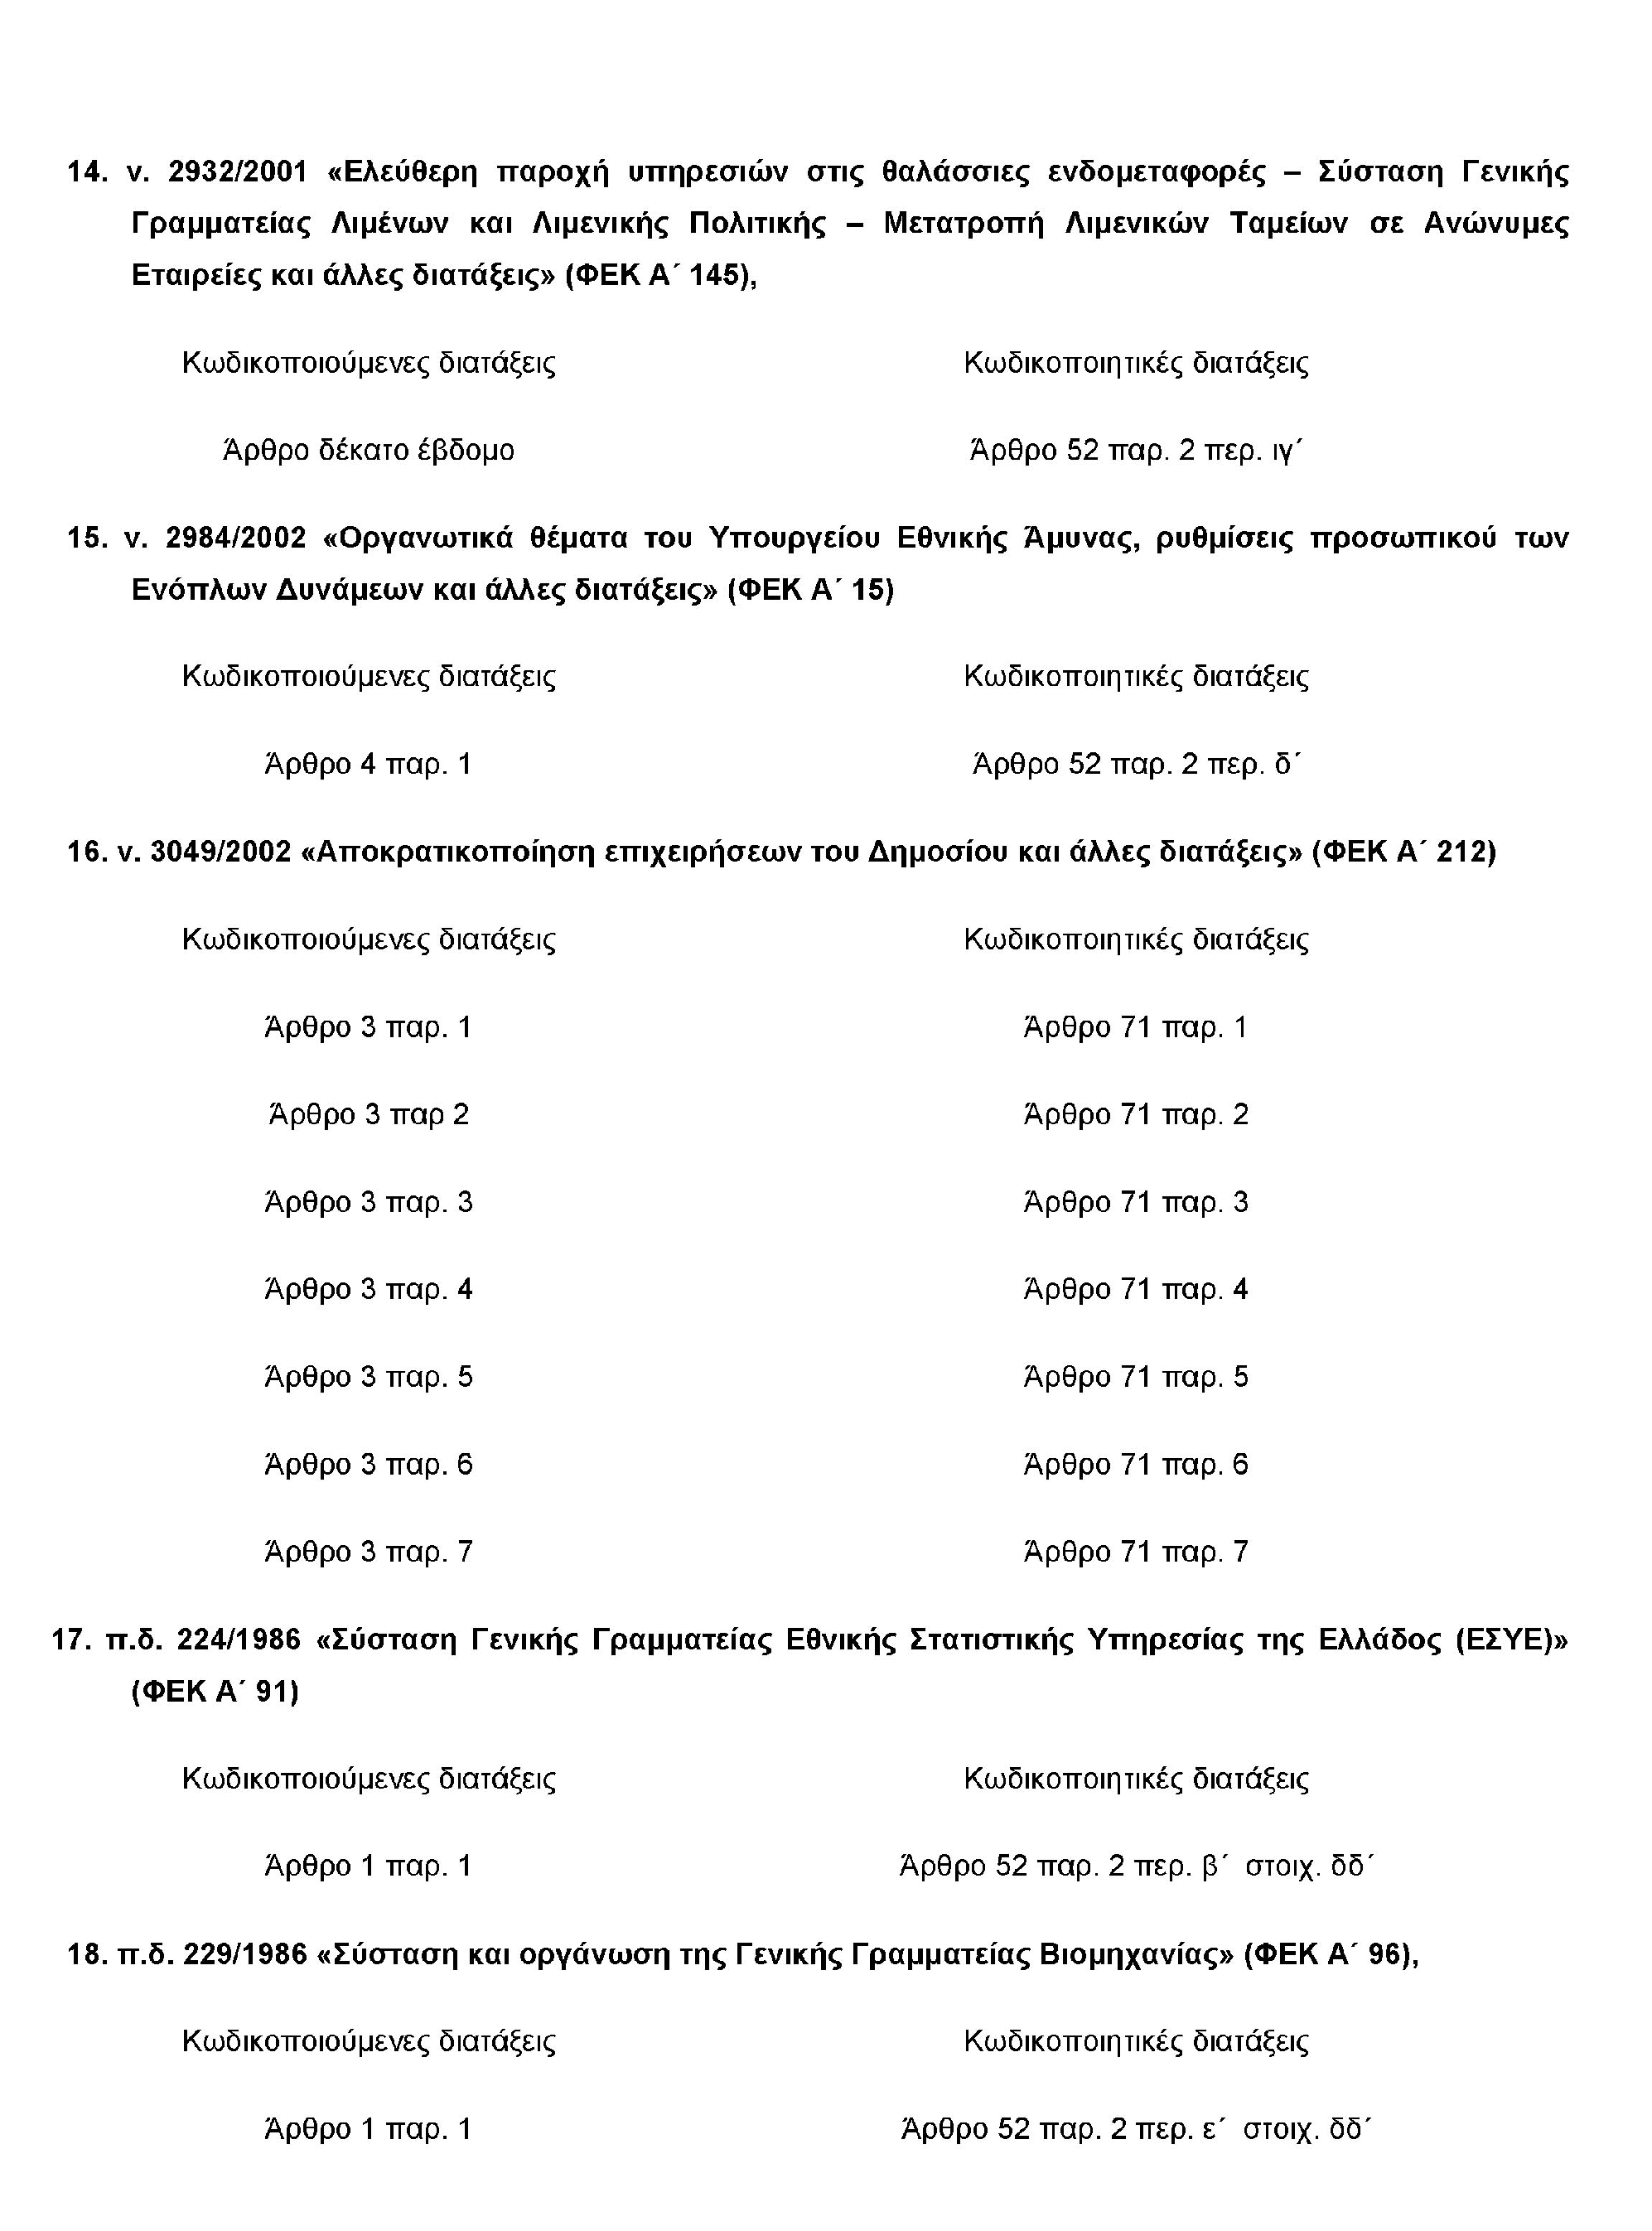 14. ν. 2932/2001 «Ελεύθερη παροχή υπηρεσιών στις θαλάσσιες ενδομεταφορές – Σύσταση Γενικής
Γραμματείας Λιμένων και Λιμενικής Πολιτικής – Μετατροπή Λιμενικών Ταμείων σε Ανώνυμες
Εταιρείες και άλλες διατάξεις» (ΦΕΚ Α΄ 145),
Κωδικοποιούμενες διατάξεις Κωδικοποιητικές διατάξεις
Άρθρο δέκατο έβδομο Άρθρο 52 παρ. 2 περ. ιγ΄
15. ν. 2984/2002 «Οργανωτικά θέματα του Υπουργείου Εθνικής Άμυνας, ρυθμίσεις προσωπικού των
Ενόπλων Δυνάμεων και άλλες διατάξεις» (ΦΕΚ Α΄ 15)
Κωδικοποιούμενες διατάξεις Κωδικοποιητικές διατάξεις
Άρθρο 4 παρ. 1 Άρθρο 52 παρ. 2 περ. δ΄
16. ν. 3049/2002 «Αποκρατικοποίηση επιχειρήσεων του Δημοσίου και άλλες διατάξεις» (ΦΕΚ Α΄ 212)
Κωδικοποιούμενες διατάξεις Κωδικοποιητικές διατάξεις
Άρθρο 3 παρ. 1 Άρθρο 71 παρ. 1
Άρθρο 3 παρ 2 Άρθρο 71 παρ. 2
Άρθρο 3 παρ. 3 Άρθρο 71 παρ. 3
Άρθρο 3 παρ. 4 Άρθρο 71 παρ. 4
Άρθρο 3 παρ. 5 Άρθρο 71 παρ. 5
Άρθρο 3 παρ. 6 Άρθρο 71 παρ. 6
Άρθρο 3 παρ. 7 Άρθρο 71 παρ. 7
17. π.δ. 224/1986 «Σύσταση Γενικής Γραμματείας Εθνικής Στατιστικής Υπηρεσίας της Ελλάδος (ΕΣΥΕ)»
(ΦΕΚ Α΄ 91)
Κωδικοποιούμενες διατάξεις Κωδικοποιητικές διατάξεις
Άρθρο 1 παρ. 1 Άρθρο 52 παρ. 2 περ. β΄ στοιχ. δδ΄
18. π.δ. 229/1986 «Σύσταση και οργάνωση της Γενικής Γραμματείας Βιομηχανίας» (ΦΕΚ Α΄ 96),
Κωδικοποιούμενες διατάξεις Κωδικοποιητικές διατάξεις
Άρθρο 1 παρ. 1 Άρθρο 52 παρ. 2 περ. ε΄ στοιχ. δδ΄